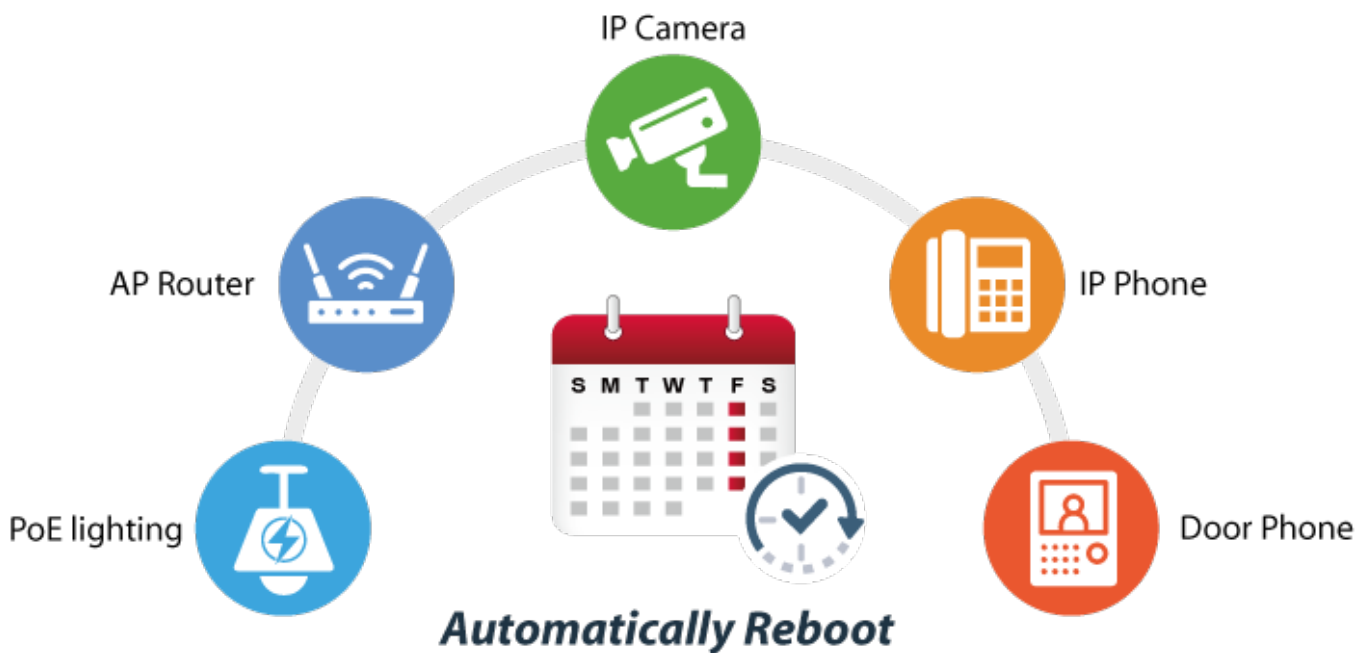 IP Camera
AP Router
IP Phone
S M T W T F S
PoE lighting
Door Phone
Automatically Reboot